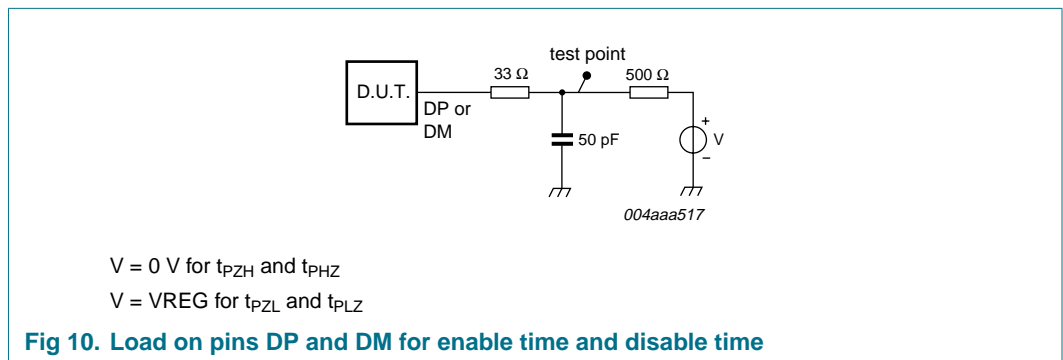 test point
33 Ω
500 Ω
D.U.T.
DP or
DM
50 pF
+
V
−
004aaa517
V = 0 V for tPZH and tPHZ
V = VREG for tPZL and tPLZ
Fig 10. Load on pins DP and DM for enable time and disable time